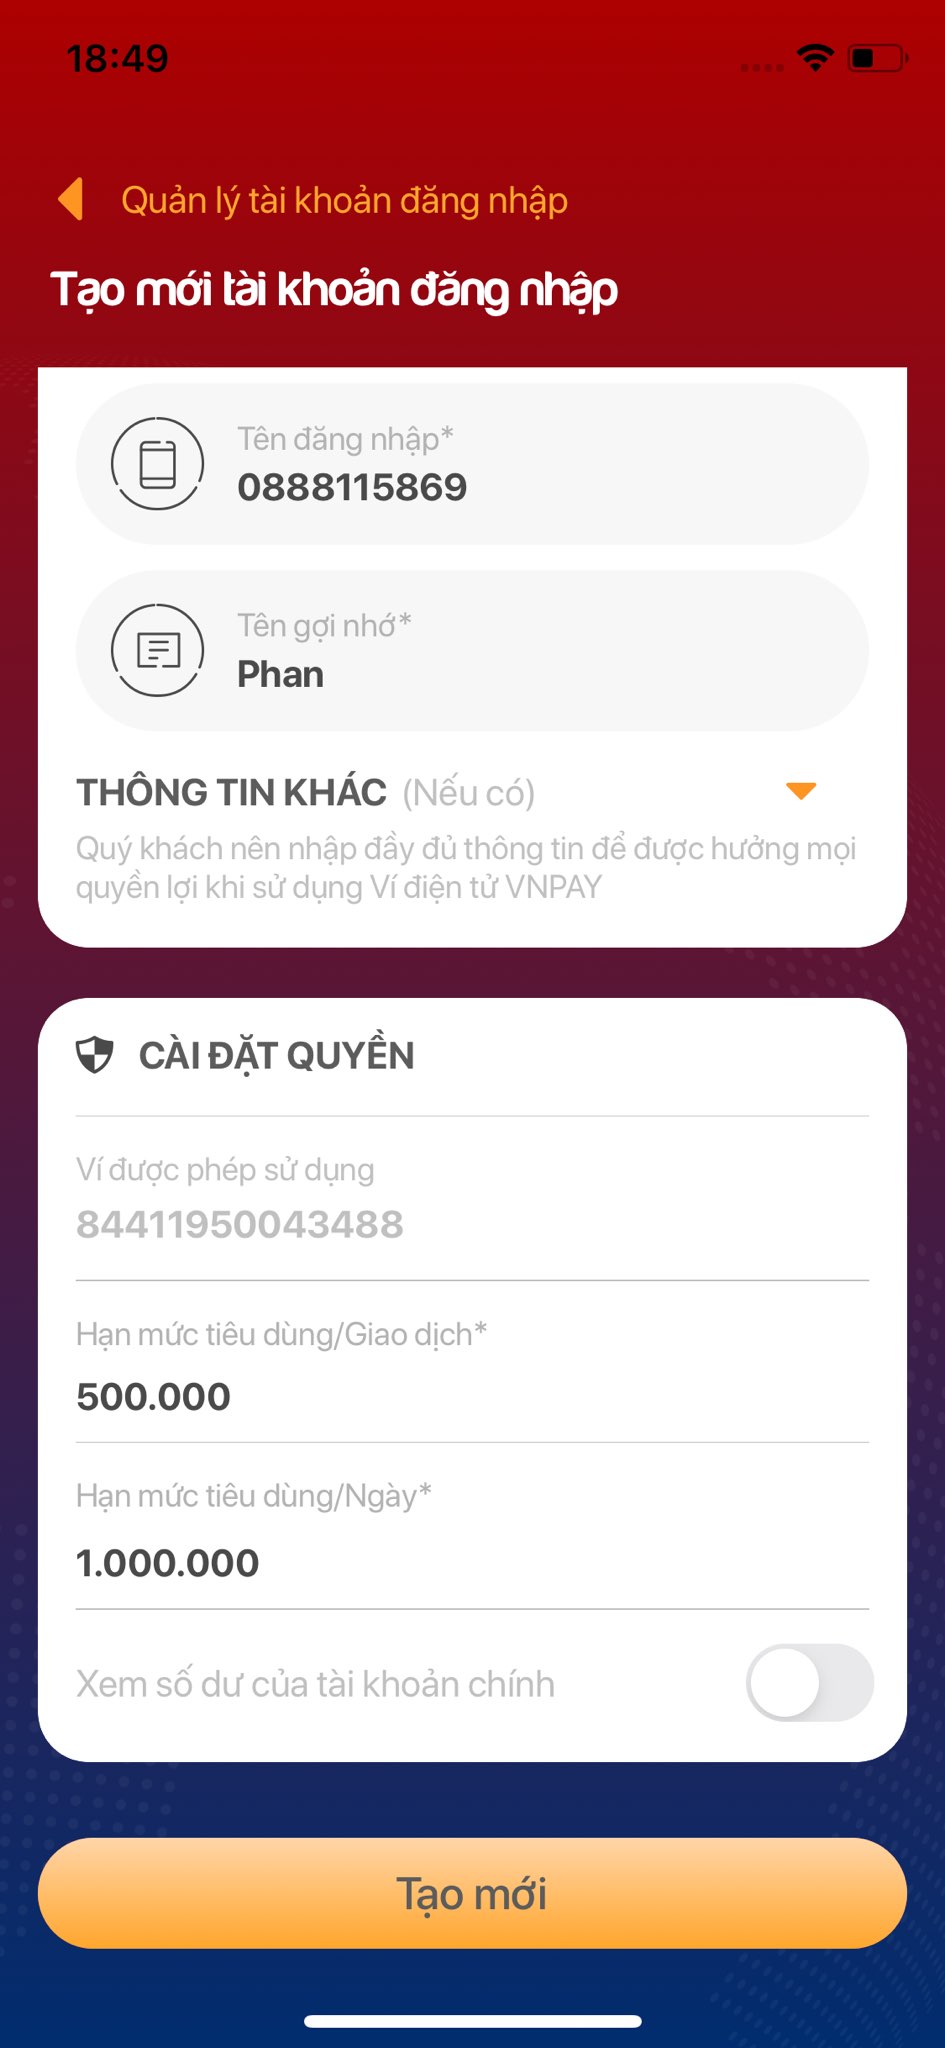 18:49
Quản lý tài khoản đăng nhập
Tạo mới tài khoản đăng nhập
Tên đăng nhập*
0888115869
Tên gợi nhớ*
Phan
THÔNG TIN KHÁC (Nếu có)
Quý khách nên nhập đầy đủ thông tin để được hưởng mọi
quyền lợi khi sử dụng Ví điện tử VNPAY
CÀI ĐẶT QUYỀN
Ví được phép sử dụng
84411950043488
Hạn mức tiêu dùng/Giao dịch*
500.000
Hạn mức tiêu dùng/Ngày*
1.000.000
Xem số dư của tài khoản chính
Tạo mới